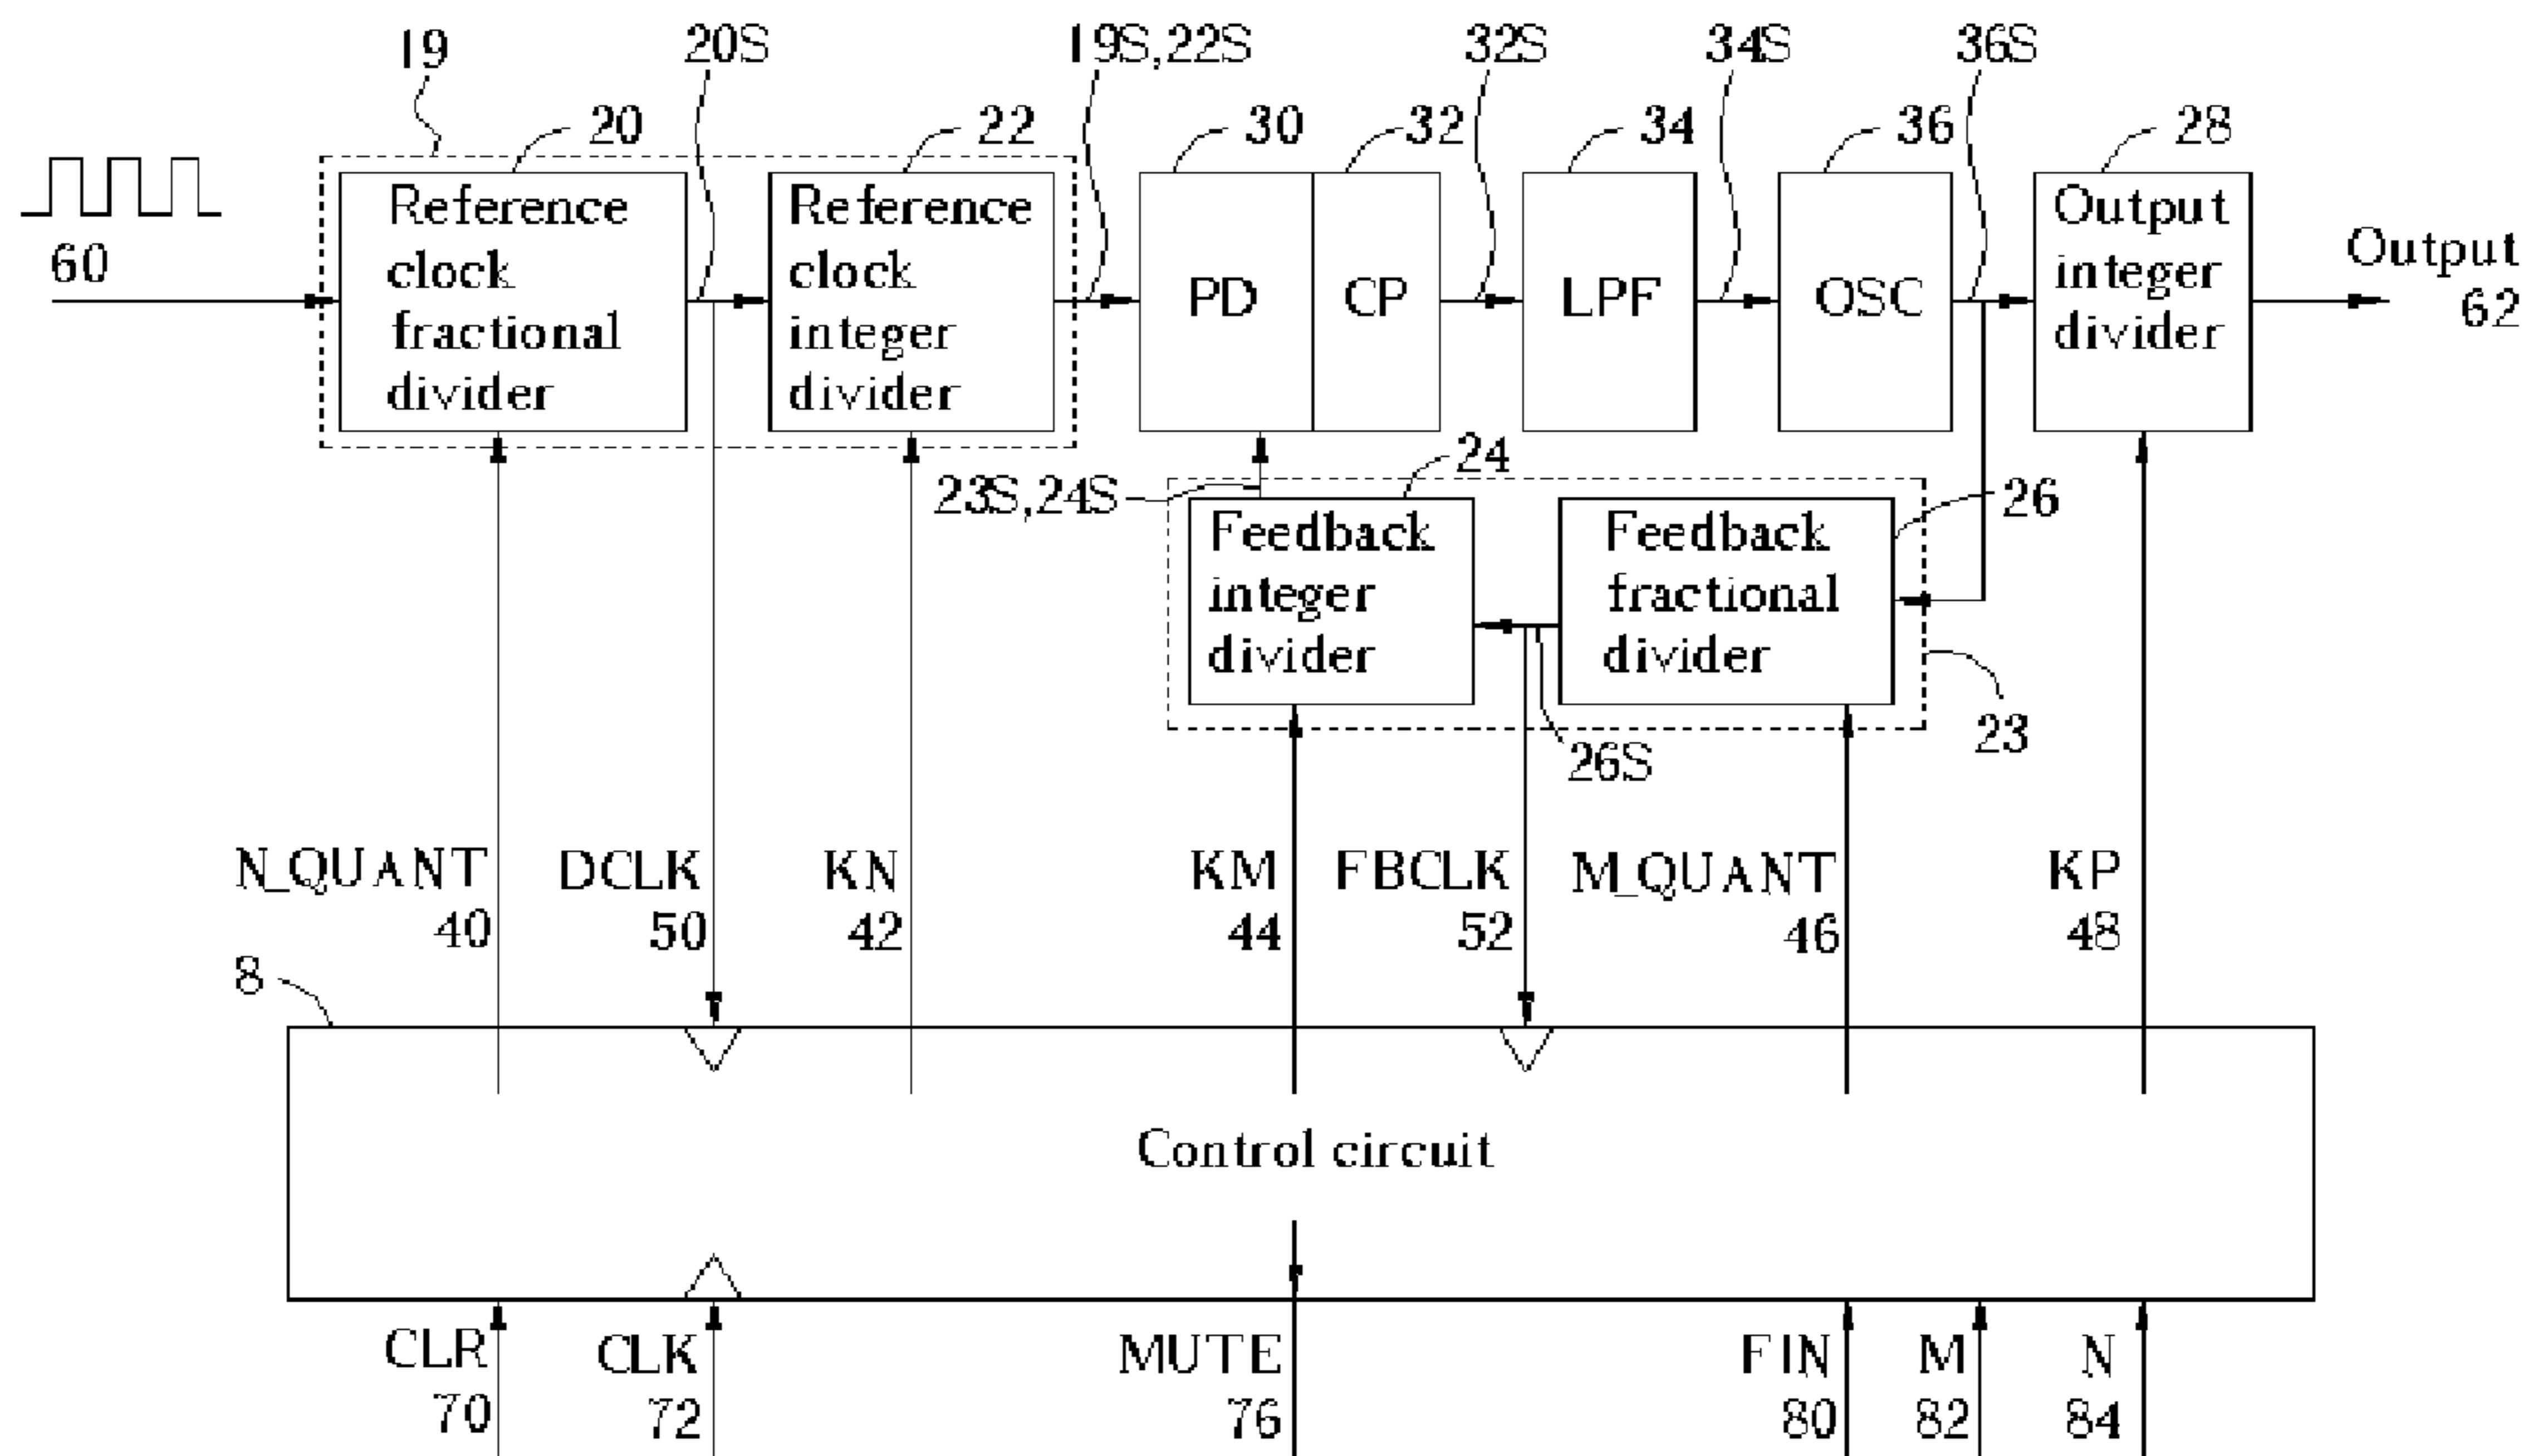 19
20S
19S,22S
32S
34S
36S
20
22
30
32
34
36
28
60
Reference
clock
fractional
divider
Reference
clock
integer
divider
PD
CP
LPF
OSC
Output
integer
divider
Output
62
23S,24S
24
26
Feedback
integer
divider
Feedback
fractional
divider
26S
23
N_QUANT
40
DCLK
50
KN
42
KM
44
FBCLK
52
M_QUANT
46
KP
48
8
Control circuit
CLR
70
CLK
72
MUTE
76
FIN
80
M
82
N
84